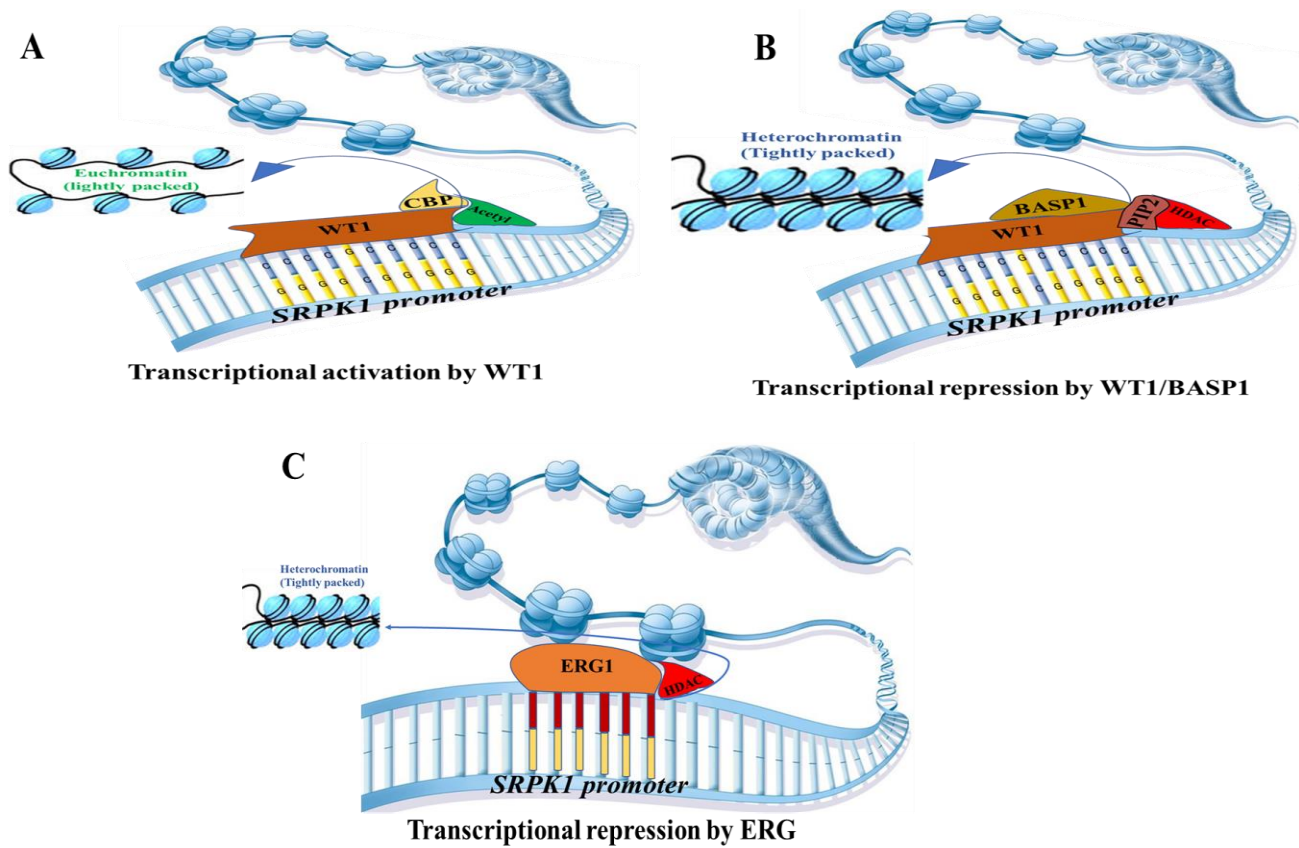 A
Euchromatin
(lightly packed)
CBP
Acetyl
WT1
C C C C G C C C C C
G G G G C G G G G G
SRPK1 promoter
Transcriptional activation by WT1
B
Heterochromatin
(Tightly packed)
BASP1
PIP2
HDAC
WT1
C C C C G C C C C C
G G G G C G G G G G
SRPK1 promoter
Transcriptional repression by WT1/BASP1
C
Heterochromatin
(Tightly packed)
ERG1
HDAC
SRPK1 promoter
Transcriptional repression by ERG